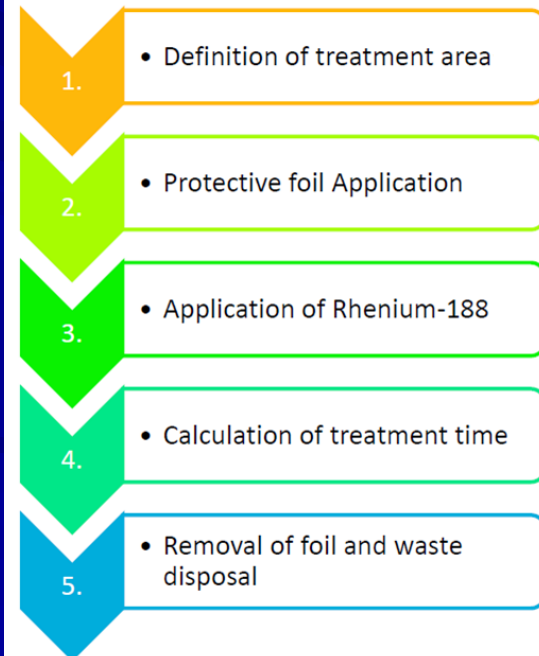 1.
• Definition of treatment area
2.
• Protective foil Application
3.
• Application of Rhenium-188
4.
• Calculation of treatment time
5.
• Removal of foil and waste
disposal